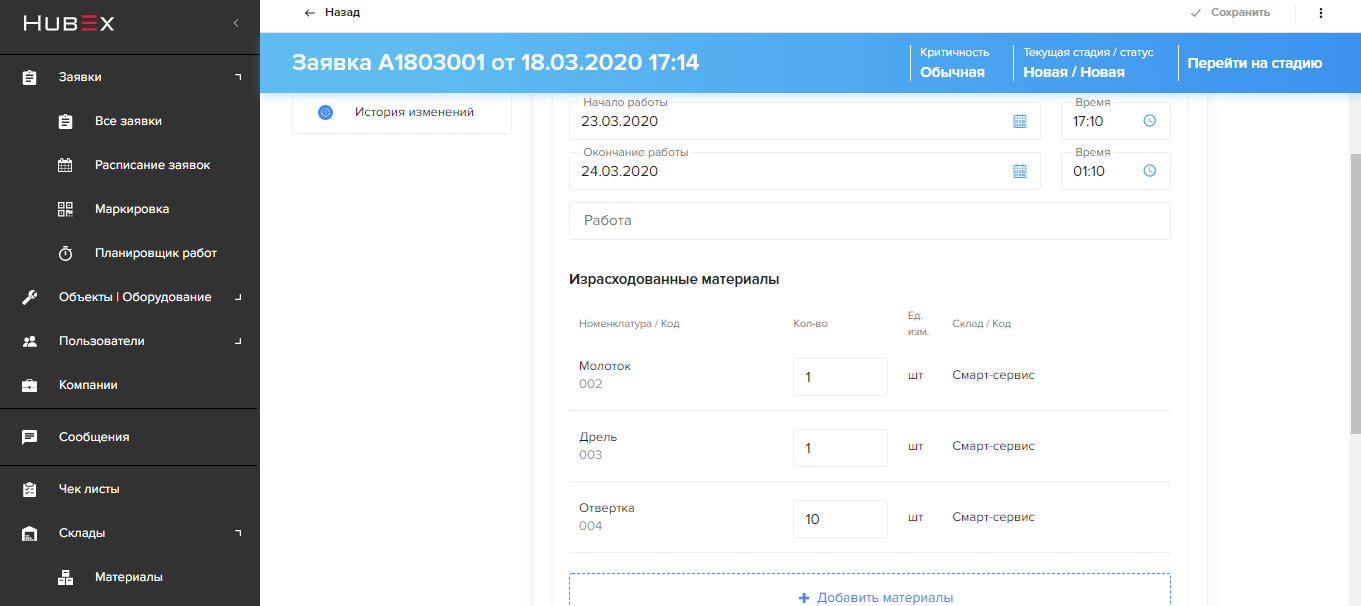 HUBEX
Заявки
Все заявки
Расписание заявок
Маркировка
Планировщик работ
Объекты | Оборудование
Пользователи
Компании
Сообщения
Чек листы
Склады
Материалы
← Назад
Сохранить
Заявка А1803001 от 18.03.2020 17:14
Критичность
Обычная
Текущая стадия / статус
Новая / Новая
Перейти на стадию
История изменений
Начало работы
23.03.2020
Время
17:10
Окончание работы
24.03.2020
Время
01:10
Работа
Израсходованные материалы
Номенклатура / Код
Кол-во
Ед.
изм.
Склад / Код
Молоток
002
1
шт
Смарт-сервис
Дрель
003
1
шт
Смарт-сервис
Отвертка
004
10
шт
Смарт-сервис
+ Добавить материалы